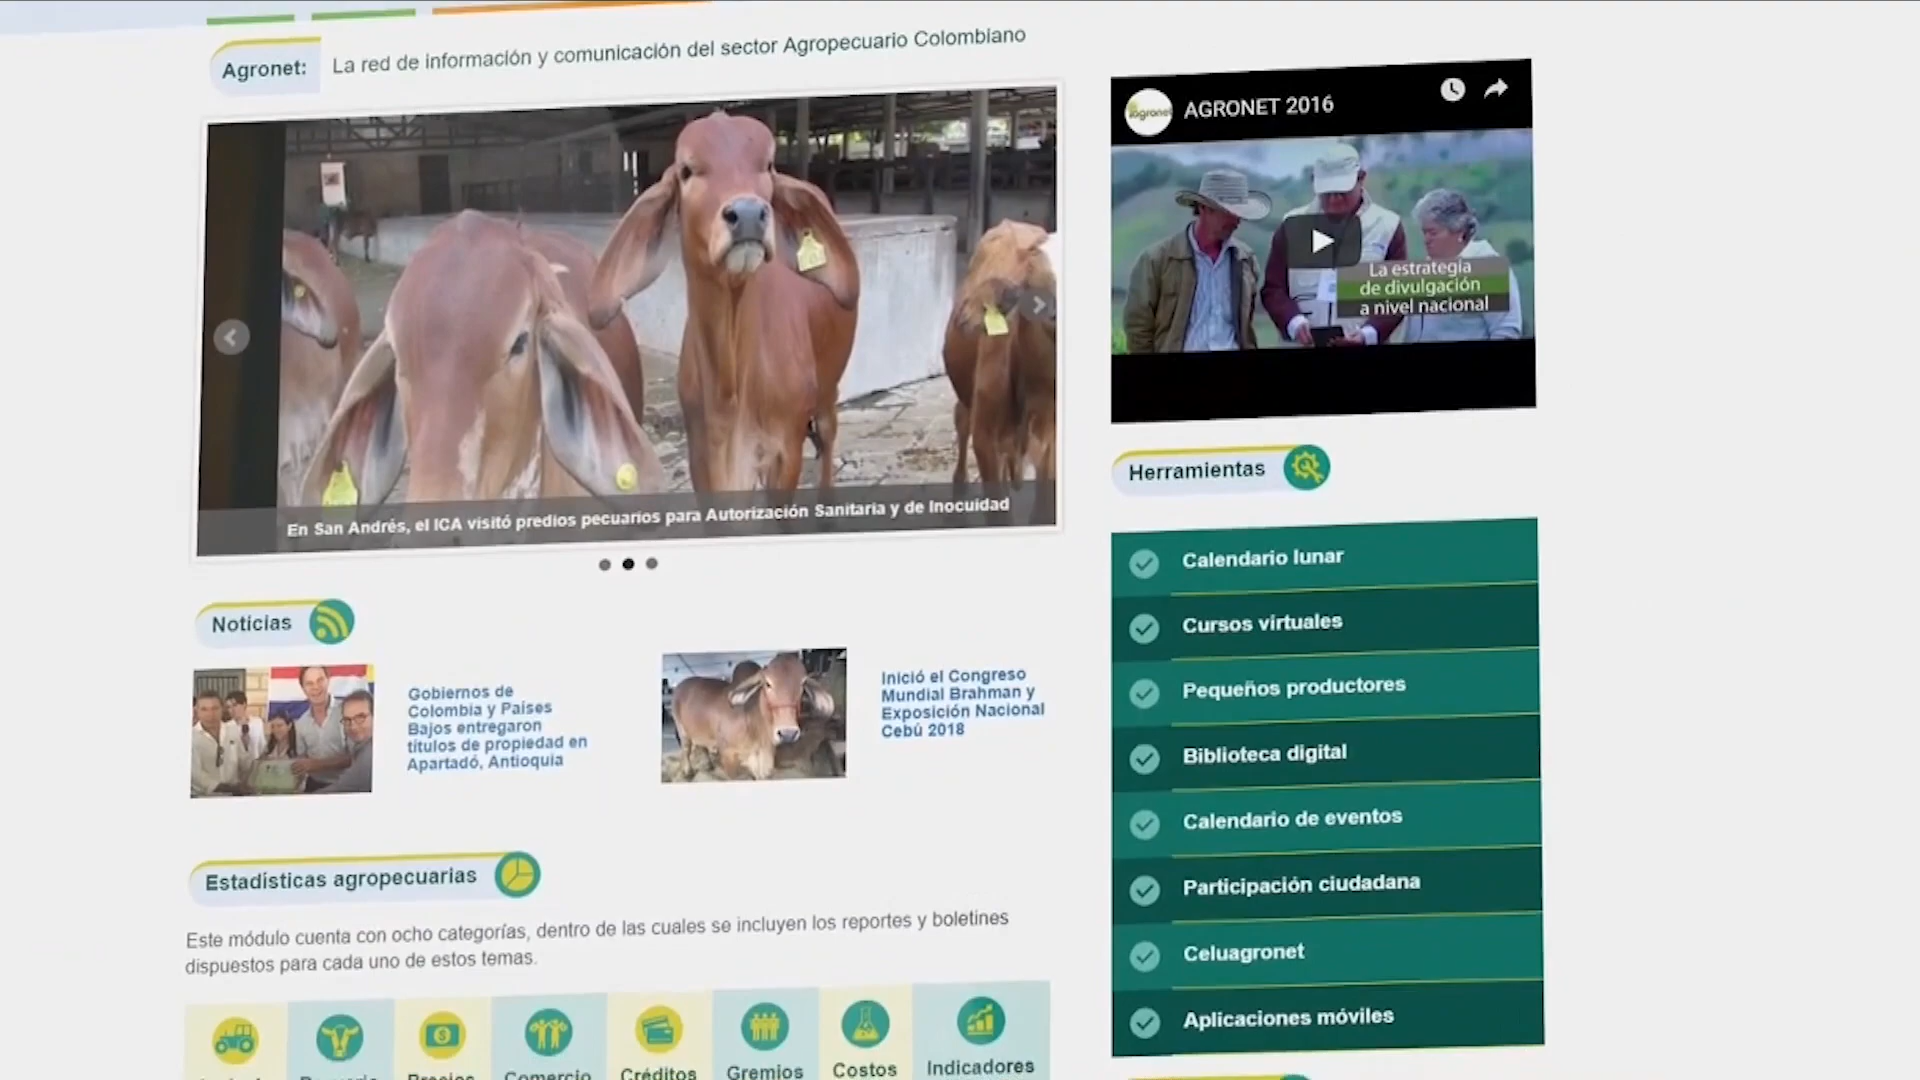 Agronet:
La red de información y comunicación del sector Agropecuario Colombiano
AGRONET 2016
La estrategia
de divulgación
a nivel nacional
En San Andrés, el ICA visitó predios pecuarios para Autorización Sanitaria y de Inocuidad
Noticias
Gobiernos de
Colombia y Países
Bajos entregaron
títulos de propiedad en
Apartadó, Antioquia
Inició el Congreso
Mundial Brahman y
Exposición Nacional
Cebú 2018
Estadísticas agropecuarias
Este módulo cuenta con ocho categorías, dentro de las cuales se incluyen los reportes y boletines
dispuestos para cada uno de estos temas.
Precios
Comercio
Créditos
Gremios
Costos
Indicadores
Herramientas
Calendario lunar
Cursos virtuales
Pequeños productores
Biblioteca digital
Calendario de eventos
Participación ciudadana
Celuagronet
Aplicaciones móviles